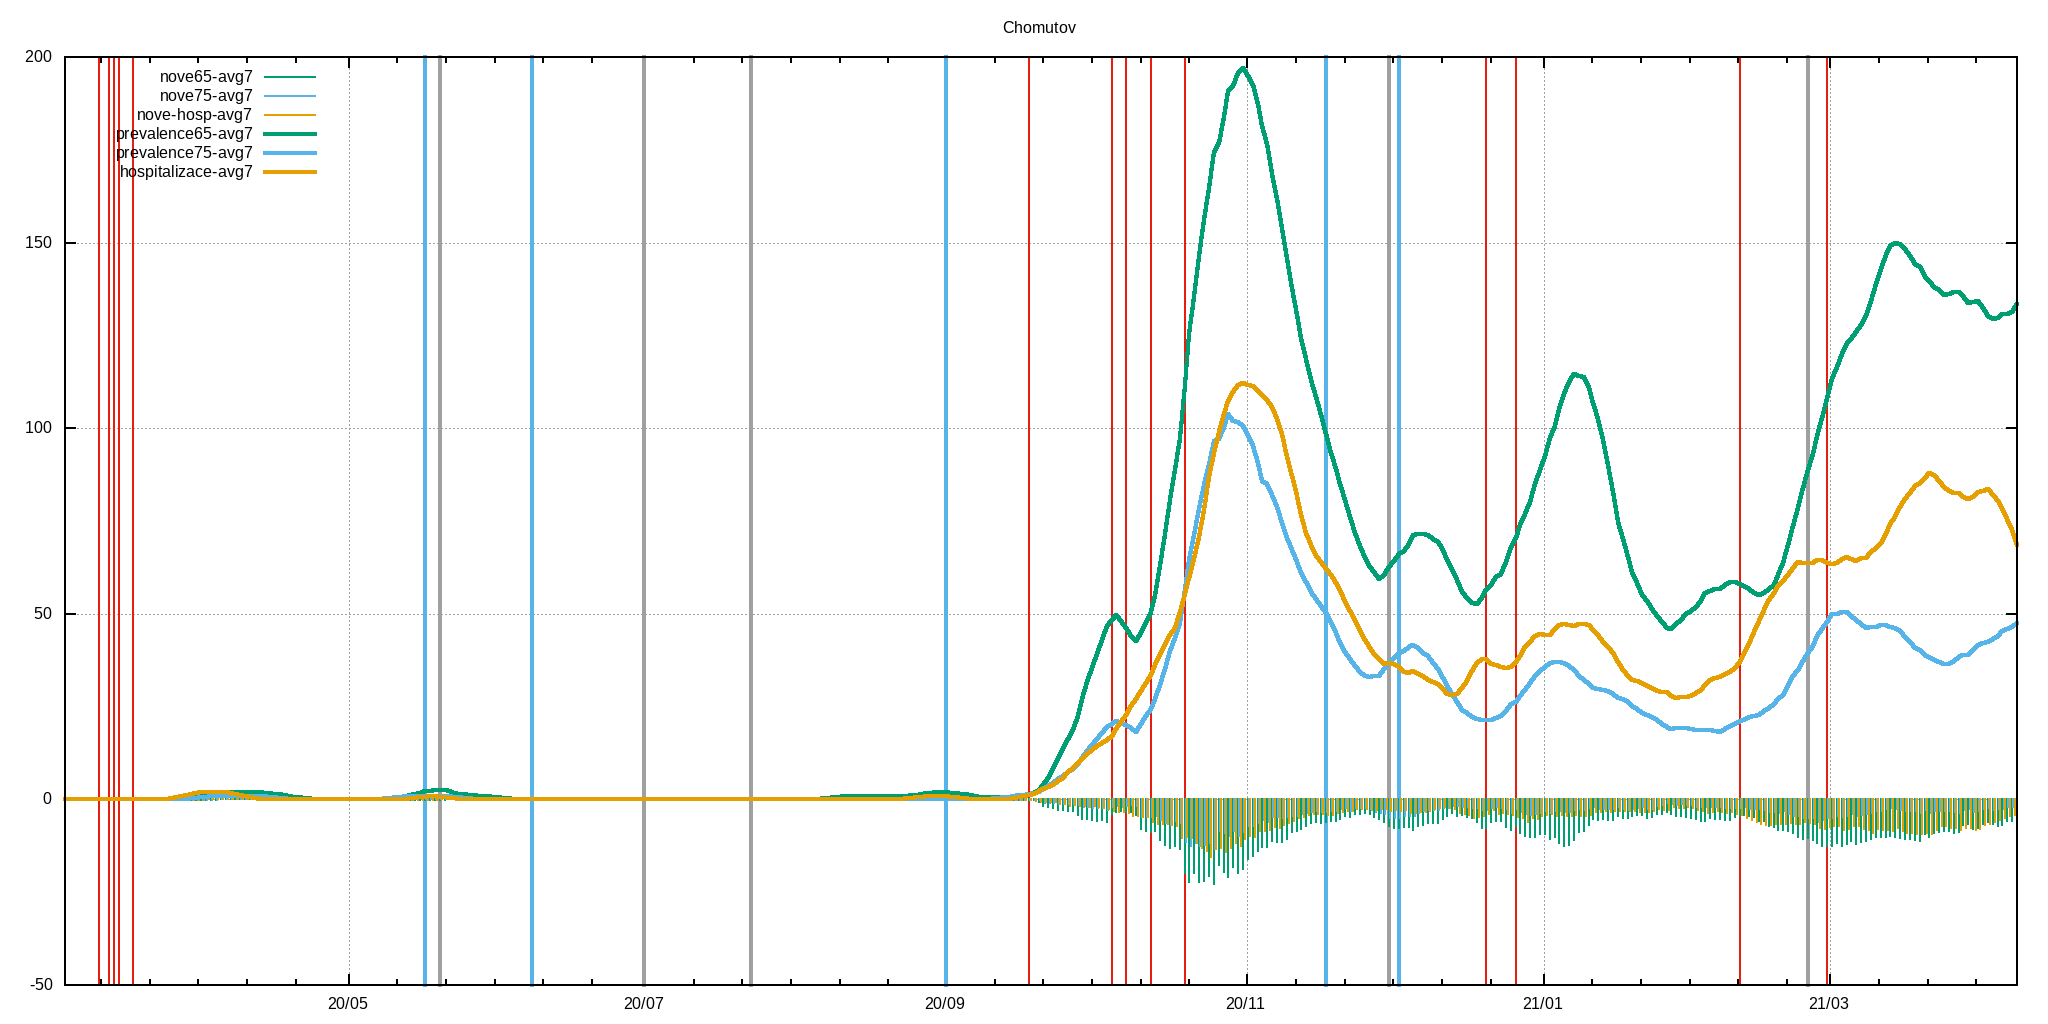 Chomutov
200
150
100
50
0
-50
nove65-avg7
nove75-avg7
nove-hosp-avg7
prevalence65-avg7
prevalence75-avg7
hospitalizace-avg7
20/05
20/07
20/09
20/11
21/01
21/03